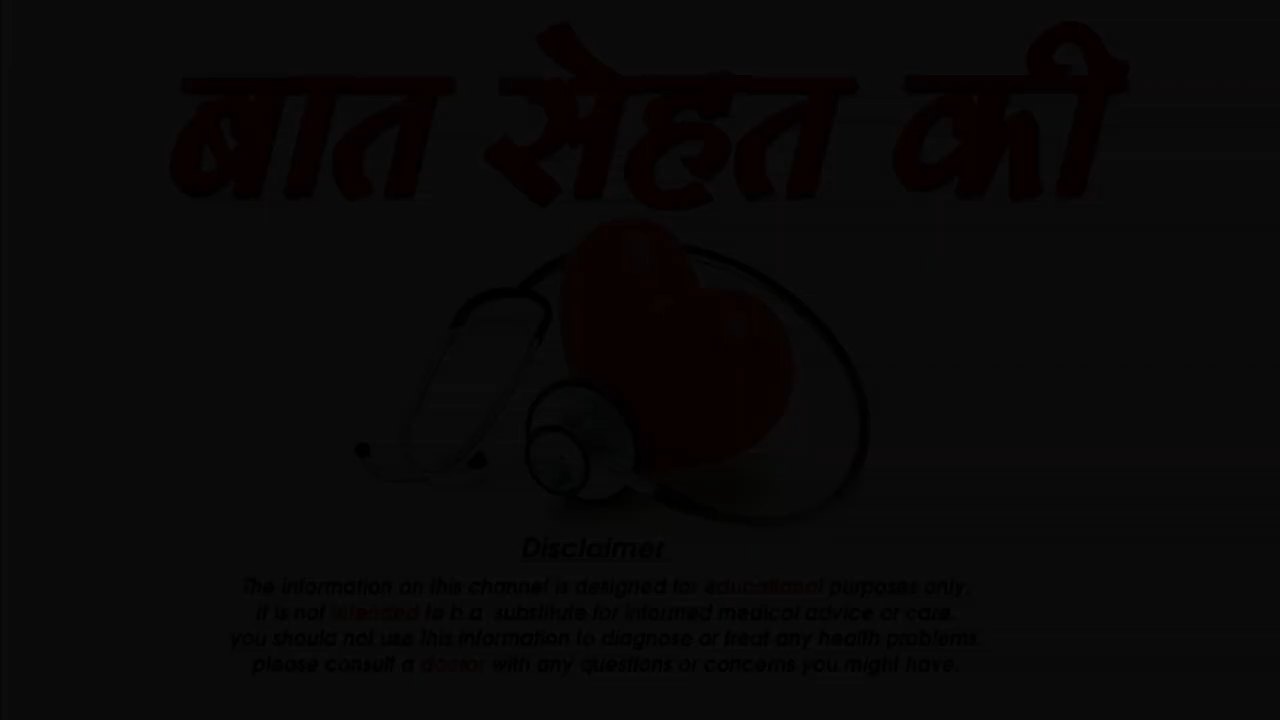 बात सेहत की
Disclaimer
The information on this channel is designed for educational purposes only.
it is not intended to b a substitute for informed medical advice or care.
you should not use this information to diagnose or treat any health problems.
please consult a doctor with any questions or concerns you might have.